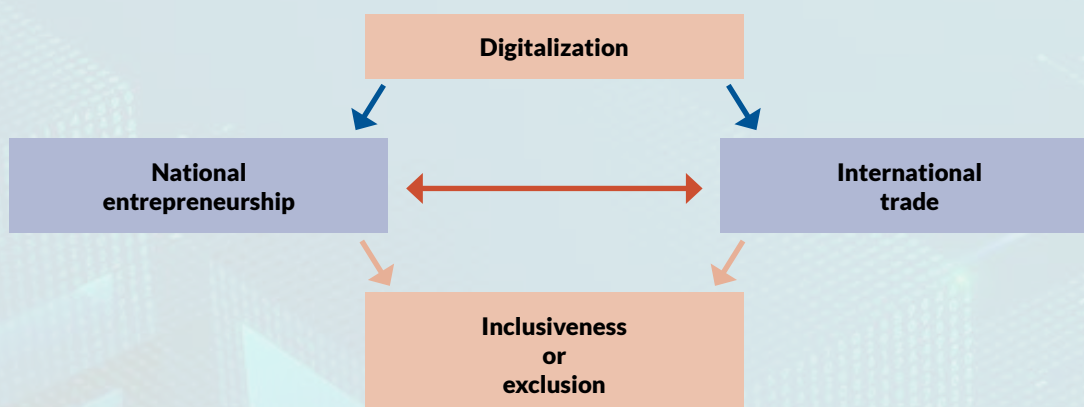 Digitalization
National
entrepreneurship
International
trade
Inclusiveness
or
exclusion